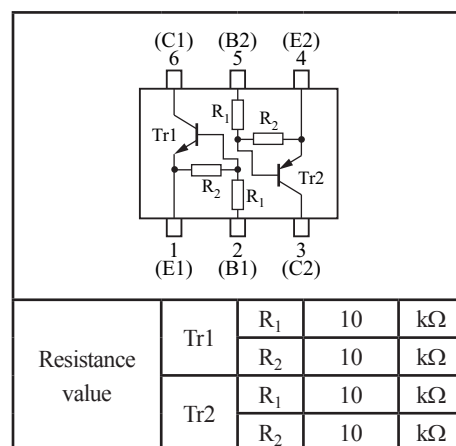 (C1) (B2) (E2)
6 5 4
R1
R2
Tr1
Tr2
R2
R1
1 2 3
(E1) (B1) (C2)
Resistance
value
Tr1 R1 10 kΩ
R2 10 kΩ
Tr2 R1 10 kΩ
R2 10 kΩ